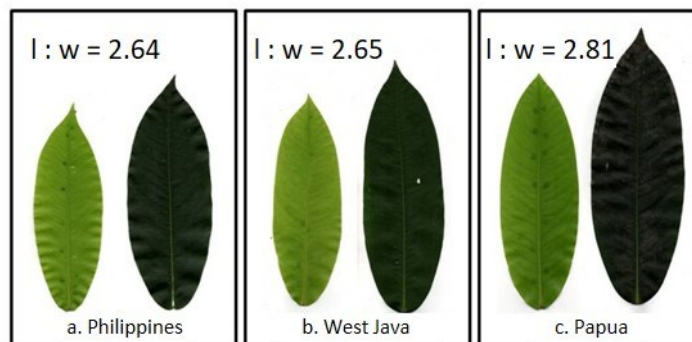 l : w = 2.64
l : w = 2.65
l : w = 2.81
a. Philippines
b. West Java
c. Papua